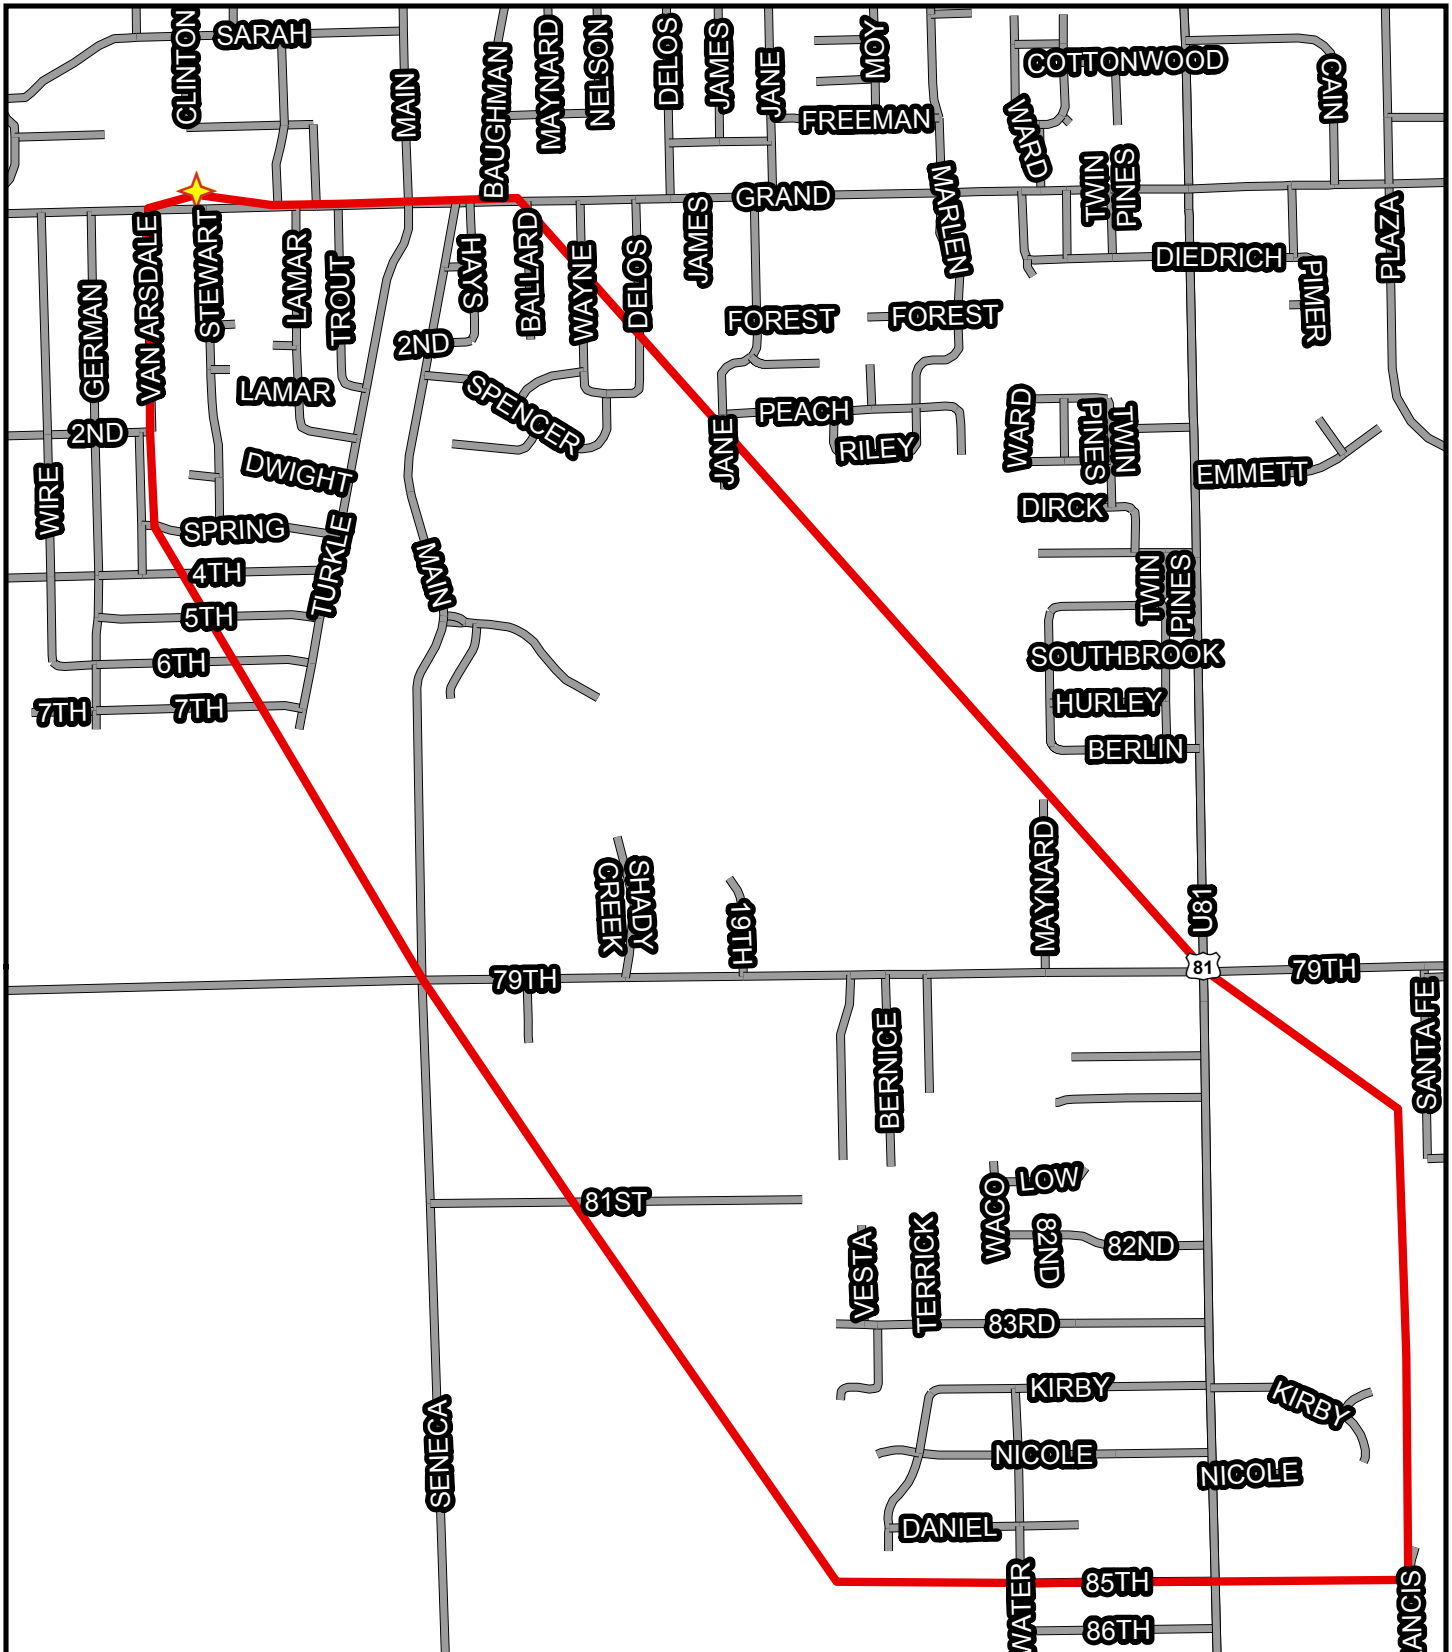 CLINTON
SARAH
MAIN
BAUGHMAN
MAYNARD
NELSON
DELOS
JAMES
JANE
MOY
FREEMAN
COTTONWOOD
WARD
CAIN
TWIN
PINES
GRAND
MARLEN
PLAZA
DIEDRICH
PIMER
GERMAN
VAN ARSDALE
STEWART
LAMAR
TROUT
HAYS
BALLARD
WAYNE
DELOS
JAMES
FOREST
FOREST
2ND
LAMAR
SPENCER
PEACH
RILEY
JANE
WARD
TWIN
PINES
EMMETT
2ND
WIRE
DWIGHT
SPRING
DIRCK
4TH
TURKLE
MAIN
TWIN
PINES
5TH
6TH
SOUTHBROOK
7TH
7TH
HURLEY
BERLIN
SHADY
CREEK
19TH
MAYNARD
U81
81
79TH
79TH
SANTA FE
BERNICE
81ST
WACO
LOW
82ND
82ND
VESTA
TERRICK
83RD
KIRBY
KIRBY
SENECA
NICOLE
NICOLE
DANIEL
WATER
85TH
ANCIS
86TH